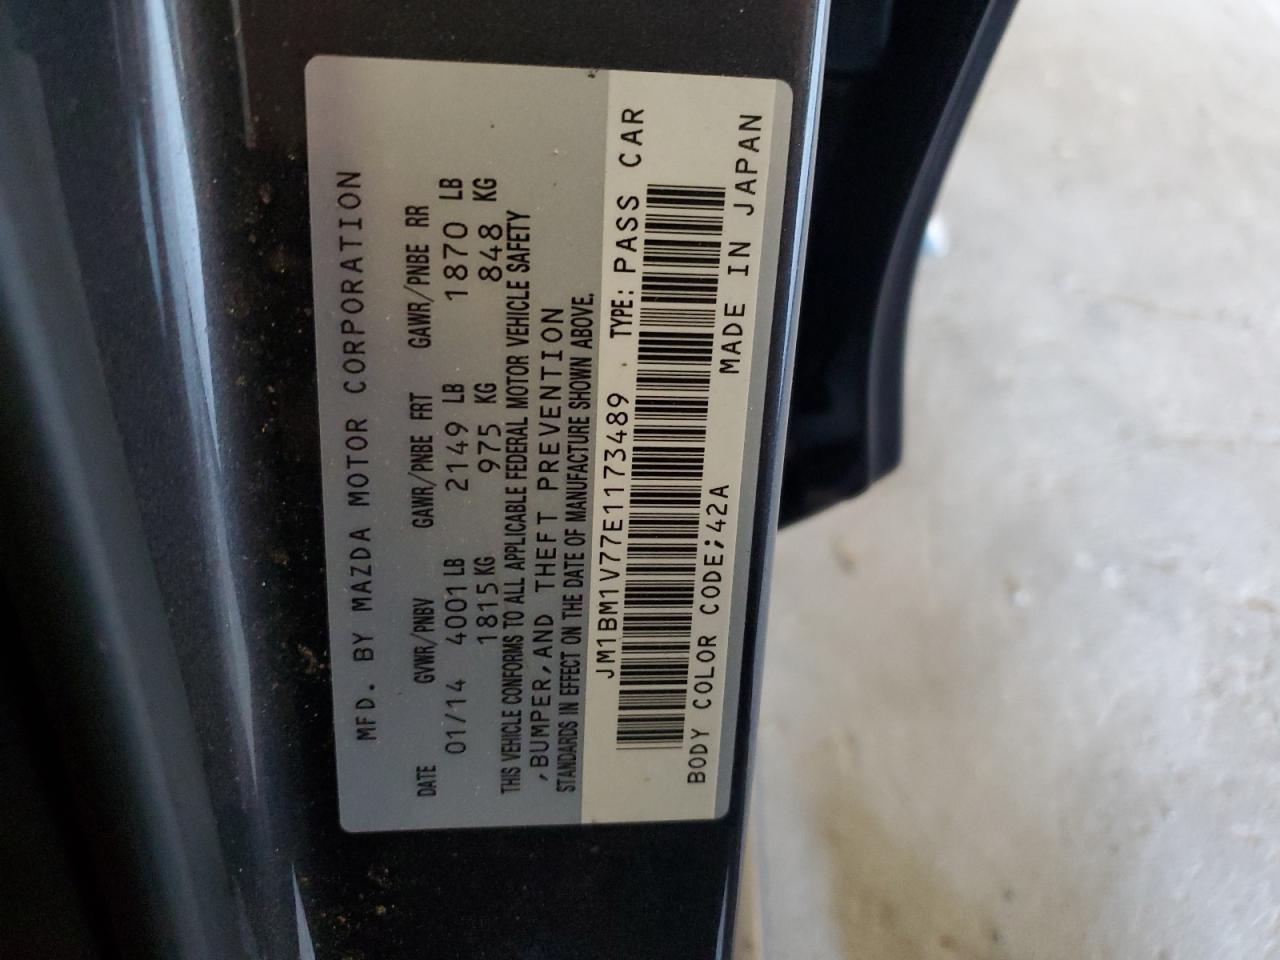 MFD. BY MAZDA MOTOR CORPORATION
DATE GVWR/PNBV GAWR/PNBE FRT GAWR/PNBE RR
01/14 4001 LB 2149 LB 1870 LB
1815 KG 975 KG 848 KG
THIS VEHICLE CONFORMS TO ALL APPLICABLE FEDERAL MOTOR VEHICLE SAFETY
,BUMPER,AND THEFT PREVENTION
STANDARDS IN EFFECT ON THE DATE OF MANUFACTURE SHOWN ABOVE.
JM1BM1V77E1173489 TYPE: PASS CAR
BODY COLOR CODE;42A MADE IN JAPAN